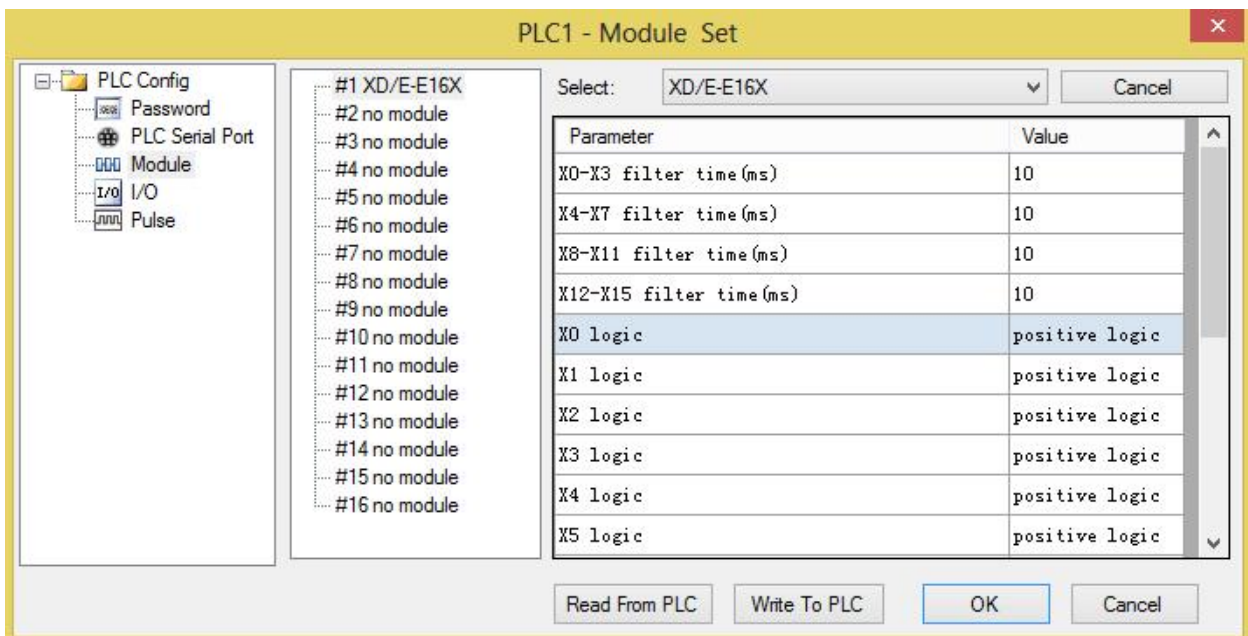 PLC1 - Module Set
PLC Config
Password
PLC Serial Port
Module
I/O I/O
Pulse
#1 XD/E-E16X
#2 no module
#3 no module
#4 no module
#5 no module
#6 no module
#7 no module
#8 no module
#9 no module
#10 no module
#11 no module
#12 no module
#13 no module
#14 no module
#15 no module
#16 no module
Select: XD/E-E16X Cancel
Parameter Value
X0-X3 filter time(ms) 10
X4-X7 filter time(ms) 10
X8-X11 filter time(ms) 10
X12-X15 filter time(ms) 10
X0 logic positive logic
X1 logic positive logic
X2 logic positive logic
X3 logic positive logic
X4 logic positive logic
X5 logic positive logic
Read From PLC Write To PLC OK Cancel